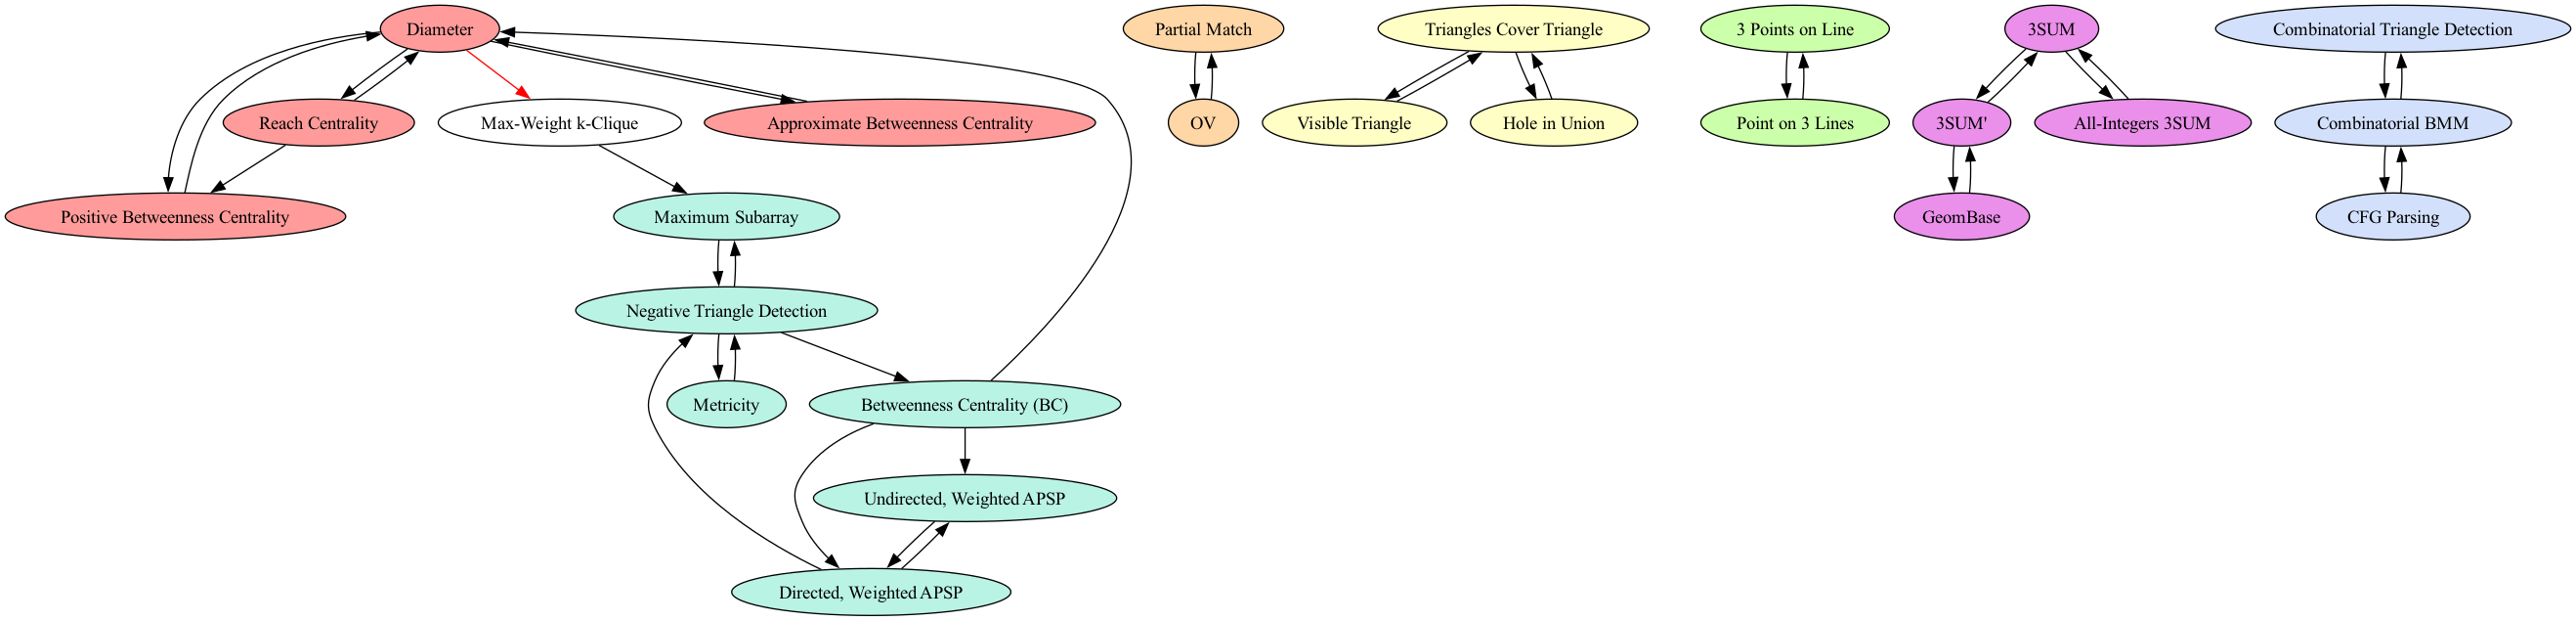 Diameter
Partial Match
Triangles Cover Triangle
3 Points on Line
3SUM
Combinatorial Triangle Detection
Reach Centrality
Max-Weight k-Clique
Approximate Betweenness Centrality
OV
Visible Triangle
Hole in Union
Point on 3 Lines
3SUM'
All-Integers 3SUM
Combinatorial BMM
Positive Betweenness Centrality
Maximum Subarray
GeomBase
CFG Parsing
Negative Triangle Detection
Metricity
Betweenness Centrality (BC)
Undirected, Weighted APSP
Directed, Weighted APSP